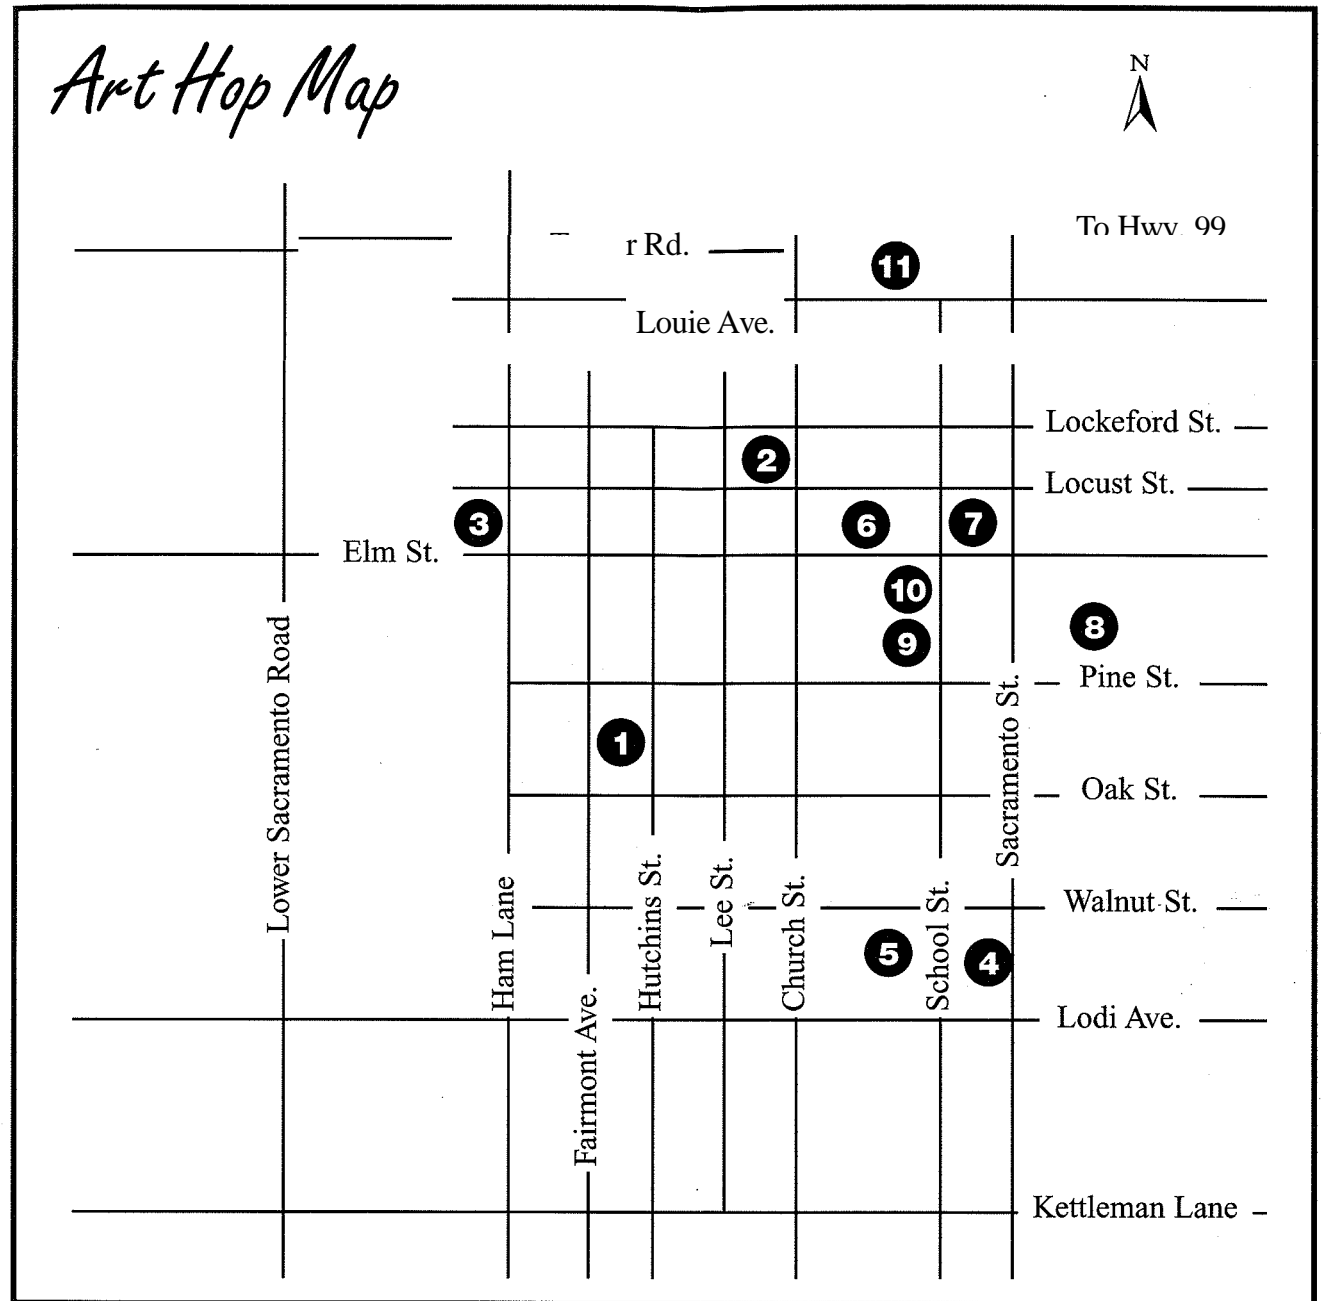 Art Hop Map
N
To Hwy. 99
r Rd.
11
Louie Ave.
Lockeford St.
2
Locust St.
3
6
7
Elm St.
10
8
9
Pine St.
1
Oak St.
Lower Sacramento Road
Sacramento St.
Ham Lane
Hutchins St.
Lee St.
Church St.
School St.
Walnut St.
5
4
Fairmont Ave.
Lodi Ave.
Kettleman Lane